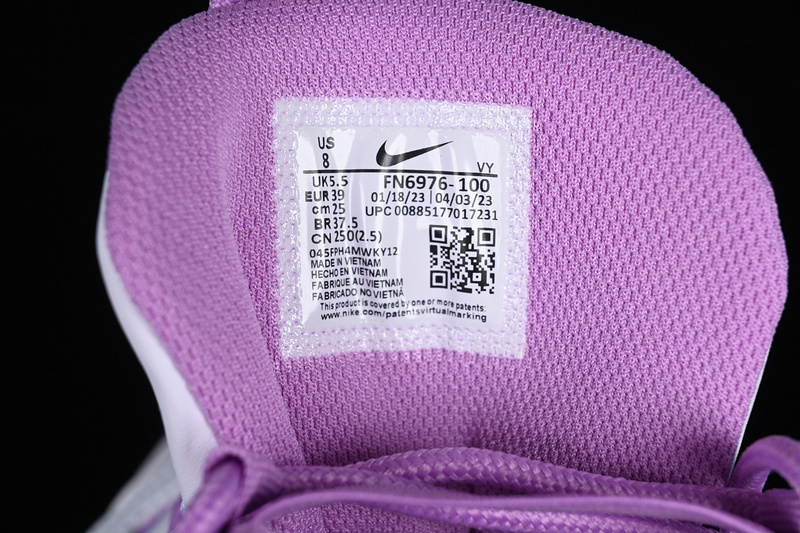 US
8
VY
UK5.5 FN6976-100
EUR39 01/18/23 | 04/03/23
cm25 UPC 00885177017231
BR37.5
CN250(2.5)
045FPH4MWKY12
MADE IN VIETNAM
HECHO EN VIETNAM
FABRIQUE AU VIETNAM
FABRICADO NO VIETNÃ
This product is covered by one or more patents:
www.nike.com/patentsvirtualmarking